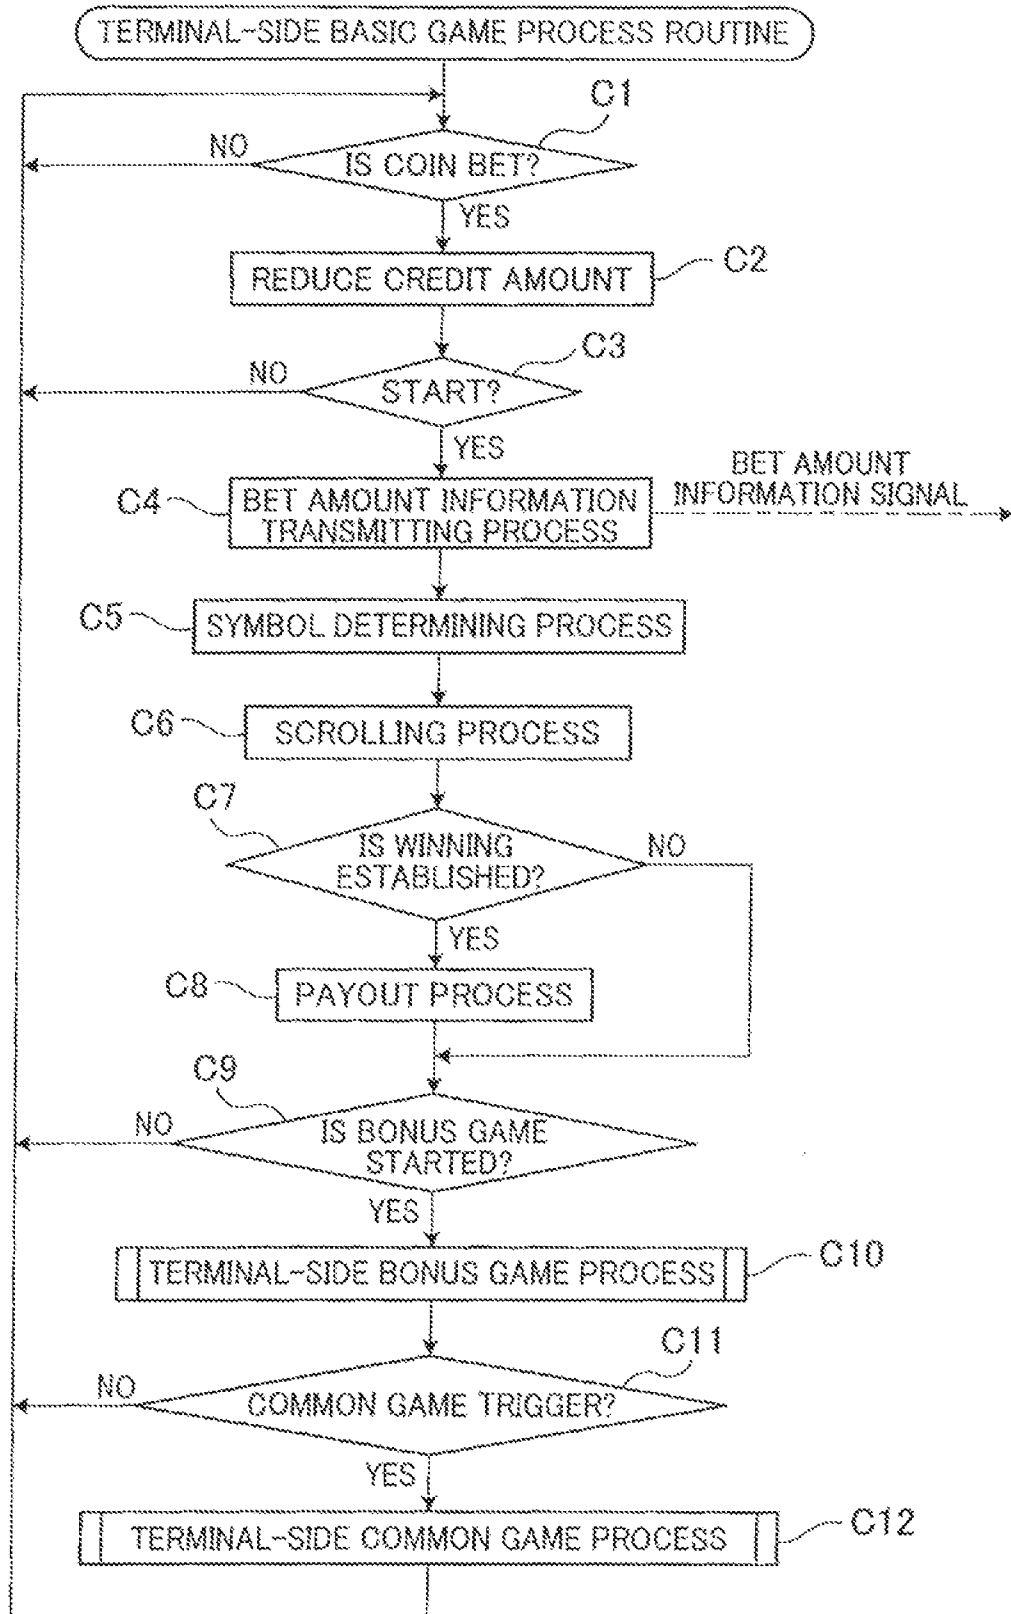 TERMINAL-SIDE BASIC GAME PROCESS ROUTINE
C1
NO
IS COIN BET?
YES
C2
REDUCE CREDIT AMOUNT
C3
NO
START?
YES
BET AMOUNT
INFORMATION SIGNAL
C4
BET AMOUNT INFORMATION
TRANSMITTING PROCESS
C5
SYMBOL DETERMINING PROCESS
C6
SCROLLING PROCESS
C7
IS WINNING
ESTABLISHED?
NO
YES
C8
PAYOUT PROCESS
C9
NO
IS BONUS GAME
STARTED?
YES
C10
TERMINAL-SIDE BONUS GAME PROCESS
C11
NO
COMMON GAME TRIGGER?
YES
C12
TERMINAL-SIDE COMMON GAME PROCESS